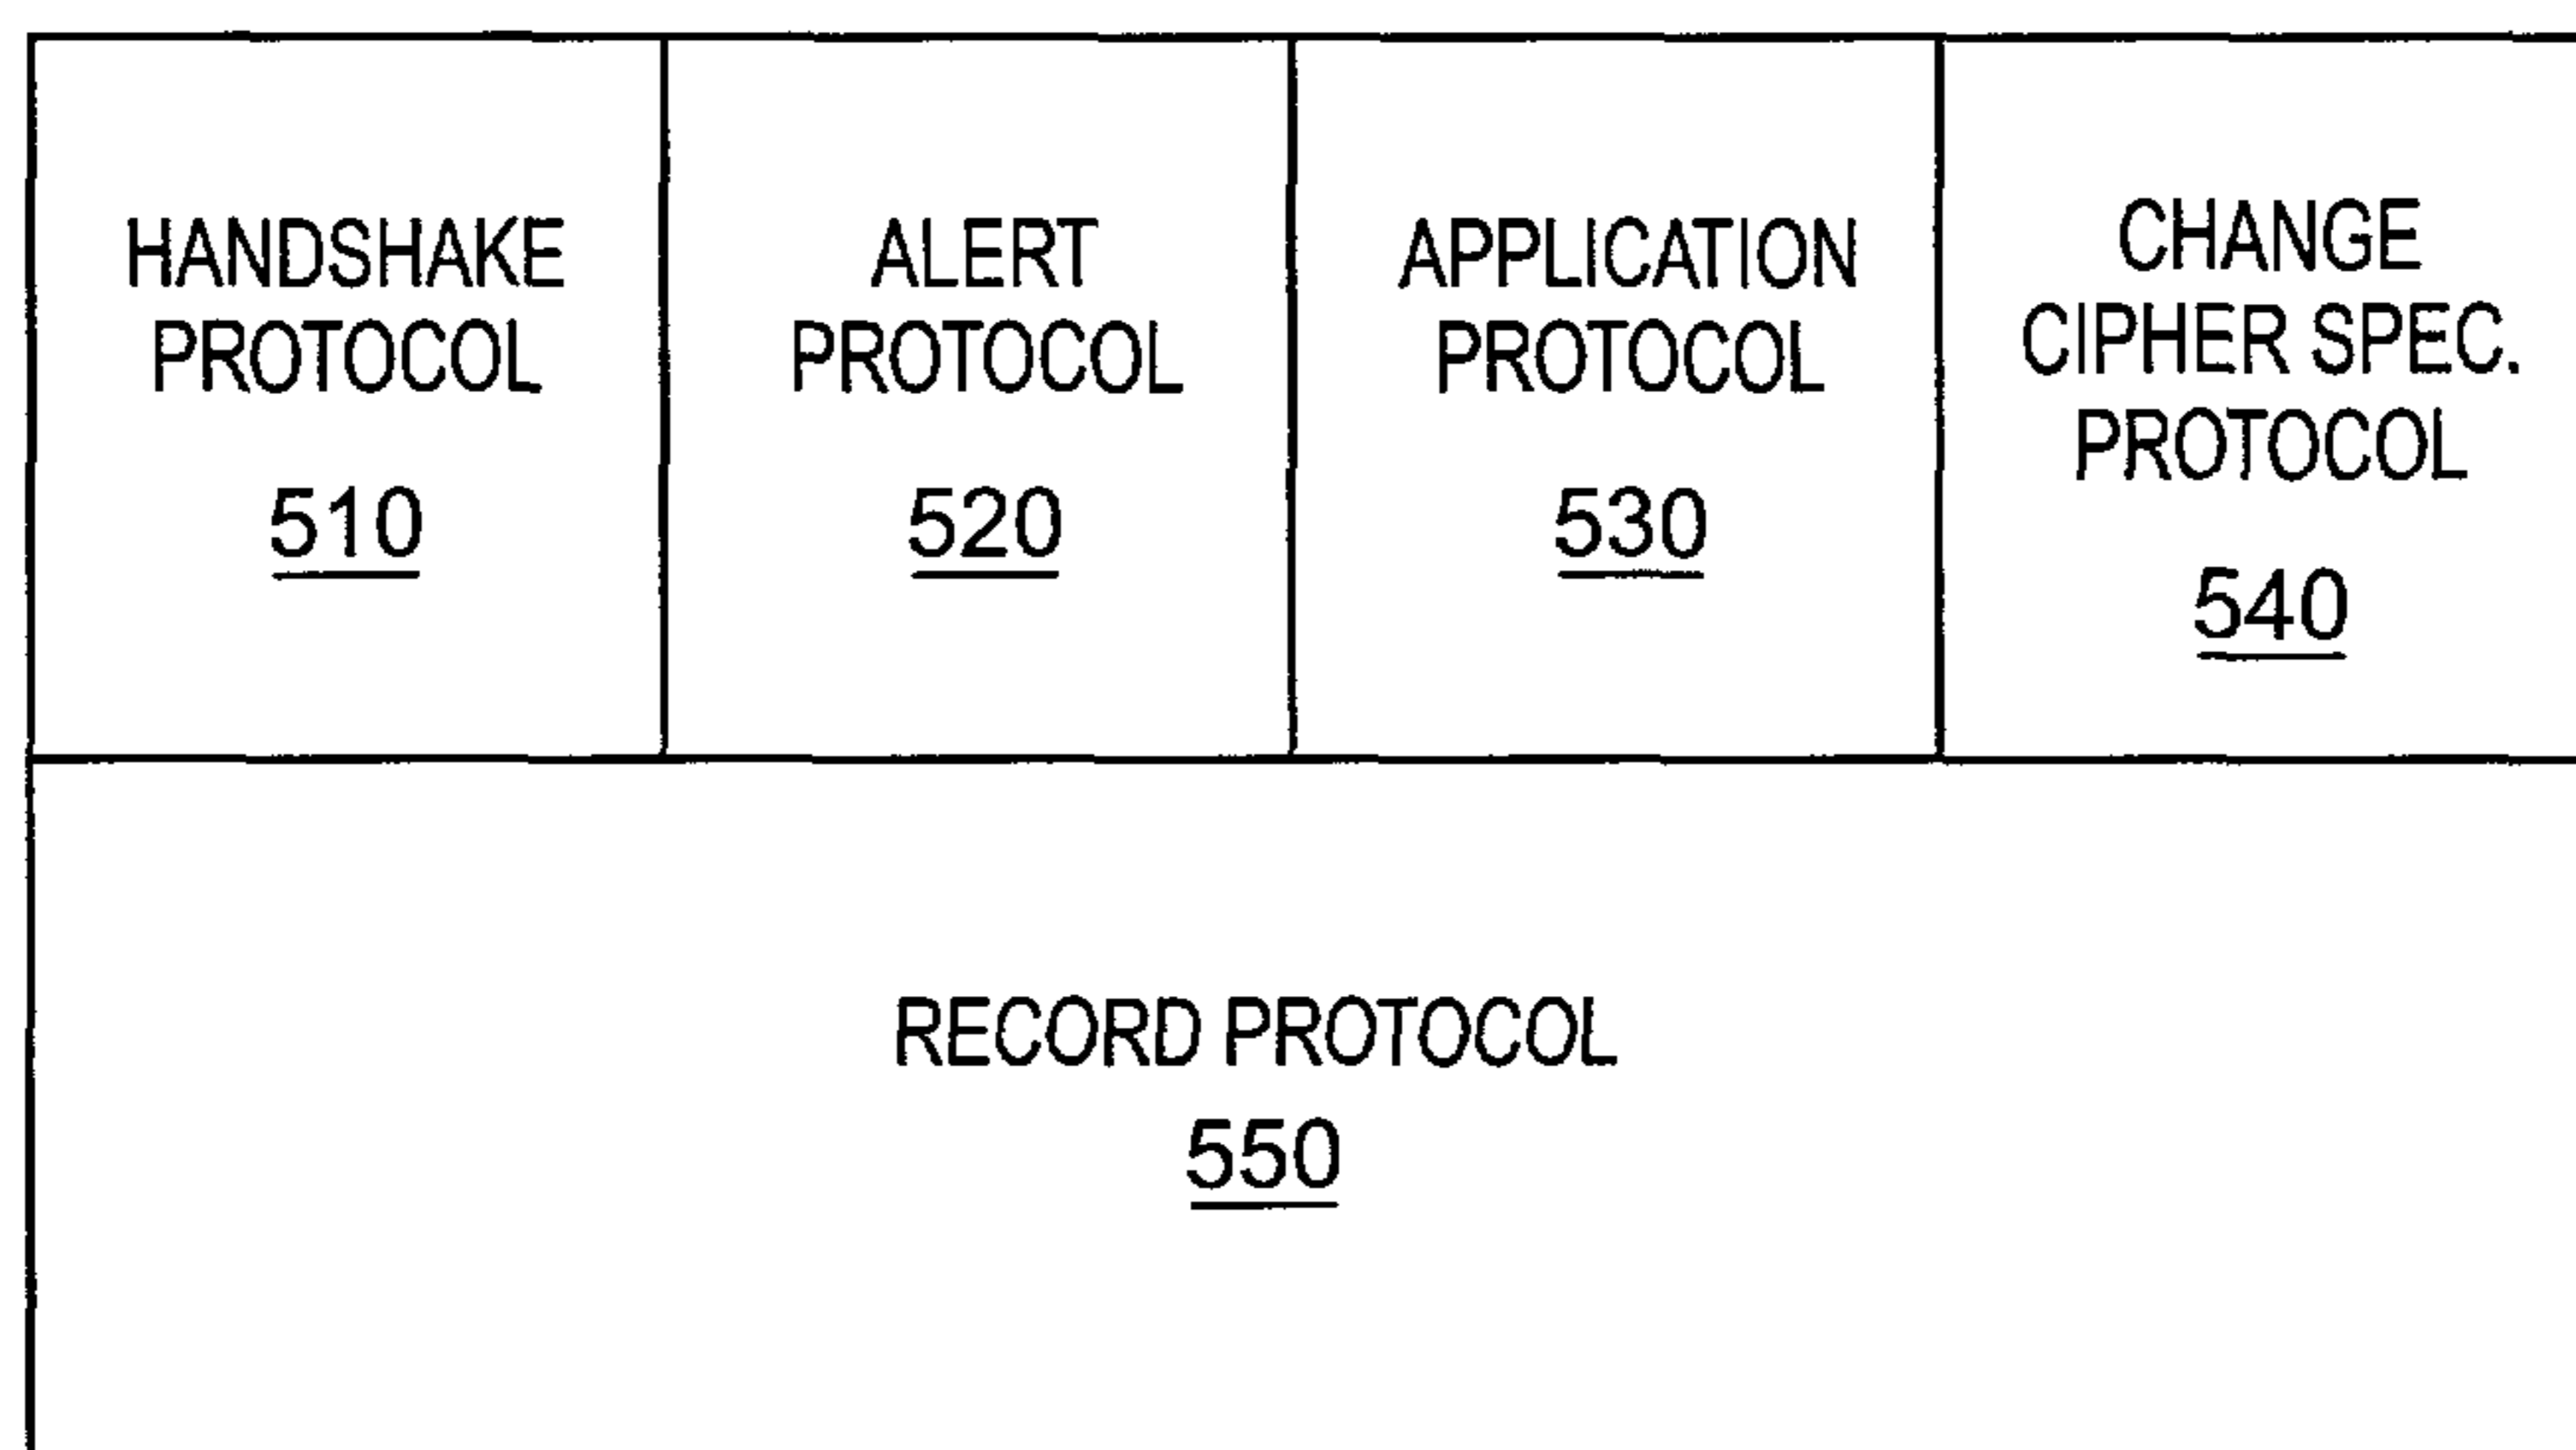 HANDSHAKE
PROTOCOL
510
ALERT
PROTOCOL
520
APPLICATION
PROTOCOL
530
CHANGE
CIPHER SPEC.
PROTOCOL
540
RECORD PROTOCOL
550